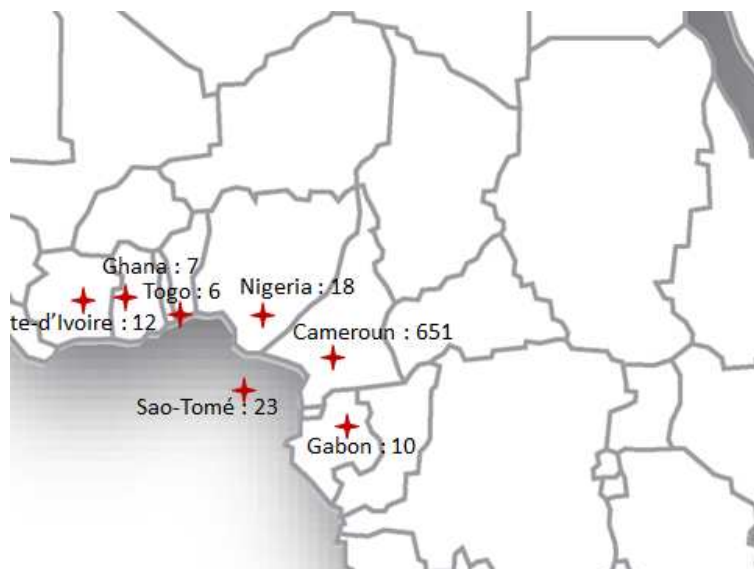 Ghana : 7
Togo : 6
Nigeria : 18
te-d'Ivoire : 12
Cameroun : 651
Sao-Tomé : 23
Gabon : 10